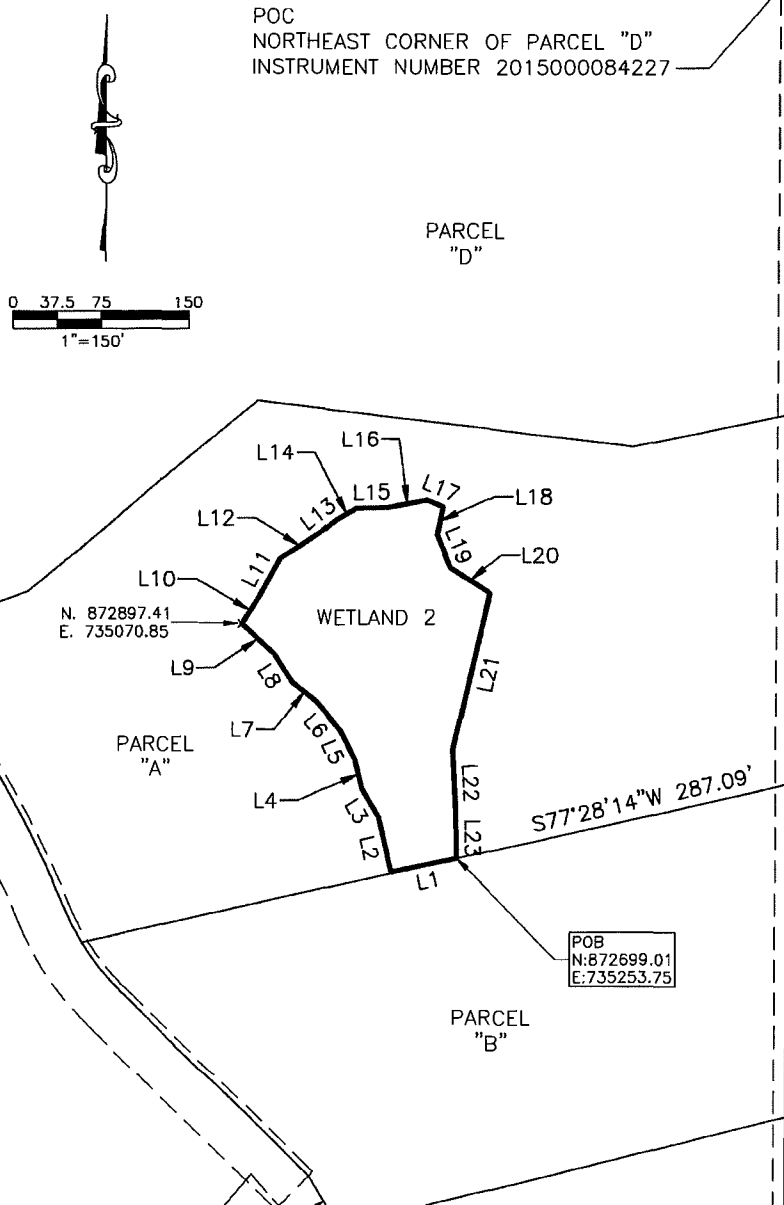 POC
NORTHEAST CORNER OF PARCEL "D"
INSTRUMENT NUMBER 2015000084227
PARCEL
"D"
0 37.5 75 150
1"=150'
L16
L14
L17
L15
L18
L12
L13
L19
L20
L11
L10
N. 872897.41
E. 735070.85
WETLAND 2
L9
L8
L21
L7
L6
PARCEL
"A"
L5
L4
L22
S77°28'14"W 287.09'
L3
L23
L2
L1
POB
N:872699.01
E:735253.75
PARCEL
"B"